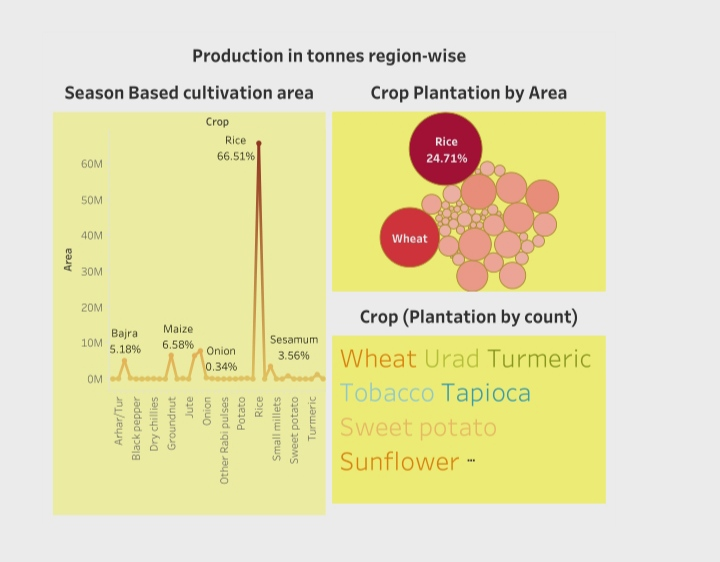 Production in tonnes region-wise
Season Based cultivation area
Crop
Rice
66.51%
60M
50M
40M
Area
30M
20M
10M
0M
Bajra
5.18%
Maize
6.58%
Onion
0.34%
Sesamum
3.56%
Arhar/Tur
Black pepper
Dry chillies
Groundnut
Jute
Onion
Other Rabi pulses
Potato
Rice
Small millets
Sweet potato
Turmeric
Crop Plantation by Area
Rice
24.71%
Wheat
Crop (Plantation by count)
Wheat Urad Turmeric
Tobacco Tapioca
Sweet potato
Sunflower ...